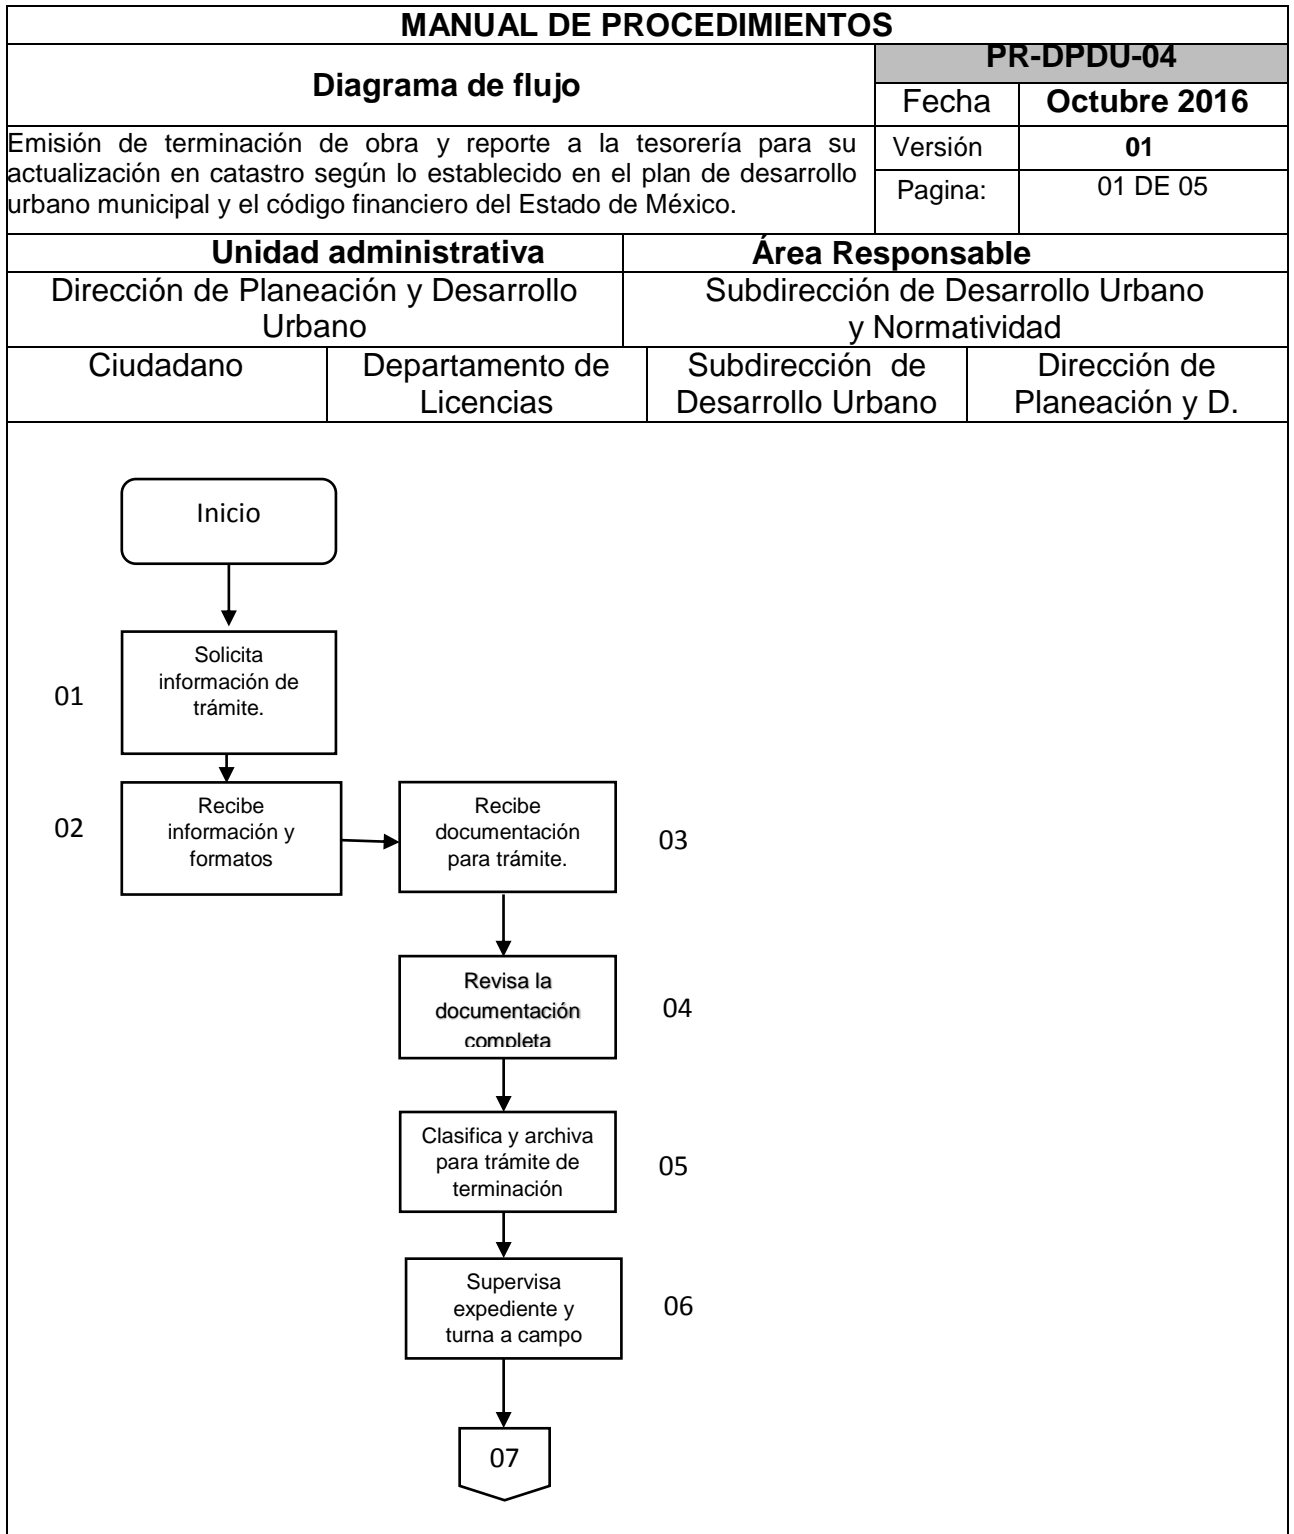 MANUAL DE PROCEDIMIENTOS
Diagrama de flujo
PR-DPDU-04
Fecha
Octubre 2016
Emisión de terminación de obra y reporte a la tesorería para su
actualización en catastro según lo establecido en el plan de desarrollo
urbano municipal y el código financiero del Estado de México.
Versión
01
Pagina:
01 DE 05
Unidad administrativa
Área Responsable
Dirección de Planeación y Desarrollo
Urbano
Subdirección de Desarrollo Urbano
y Normatividad
Ciudadano
Departamento de
Licencias
Subdirección de
Desarrollo Urbano
Dirección de
Planeación y D.
Inicio
01
Solicita
información de
trámite.
02
Recibe
información y
formatos
Recibe
documentación
para trámite.
03
Revisa la
documentación
completa
04
Clasifica y archiva
para trámite de
terminación
05
Supervisa
expediente y
turna a campo
06
07